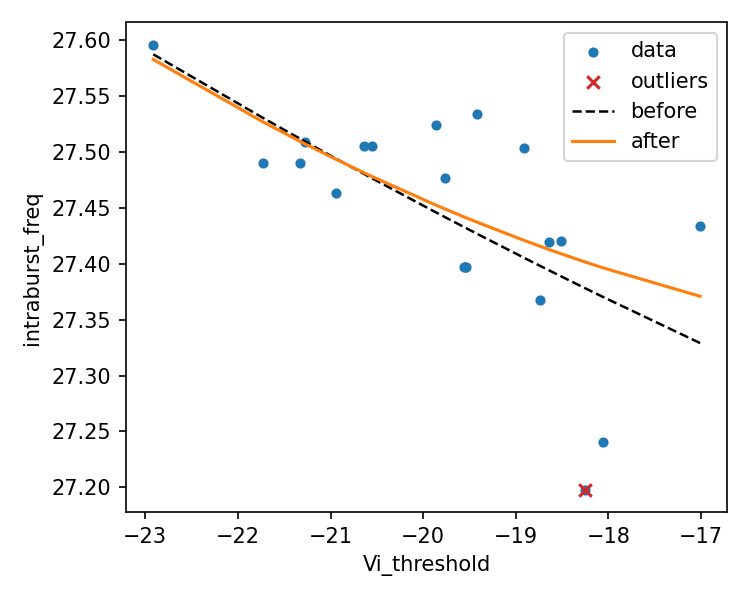 27.60
27.55
27.50
27.45
27.40
27.35
27.30
27.25
27.20
intraburst_freq
−23
−22
−21
−20
−19
−18
−17
Vi_threshold
data
outliers
before
after